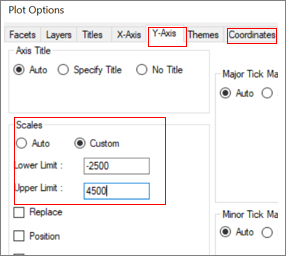 Plot Options
Facets Layers Titles X-Axis Y-Axis Themes Coordinates
Axis Title
Auto Specify Title No Title
Major Tick Ma
Auto
Scales
Auto Custom
Lower Limit : -2500
Upper Limit : 4500
Replace
Position
Minor Tick Ma
Auto